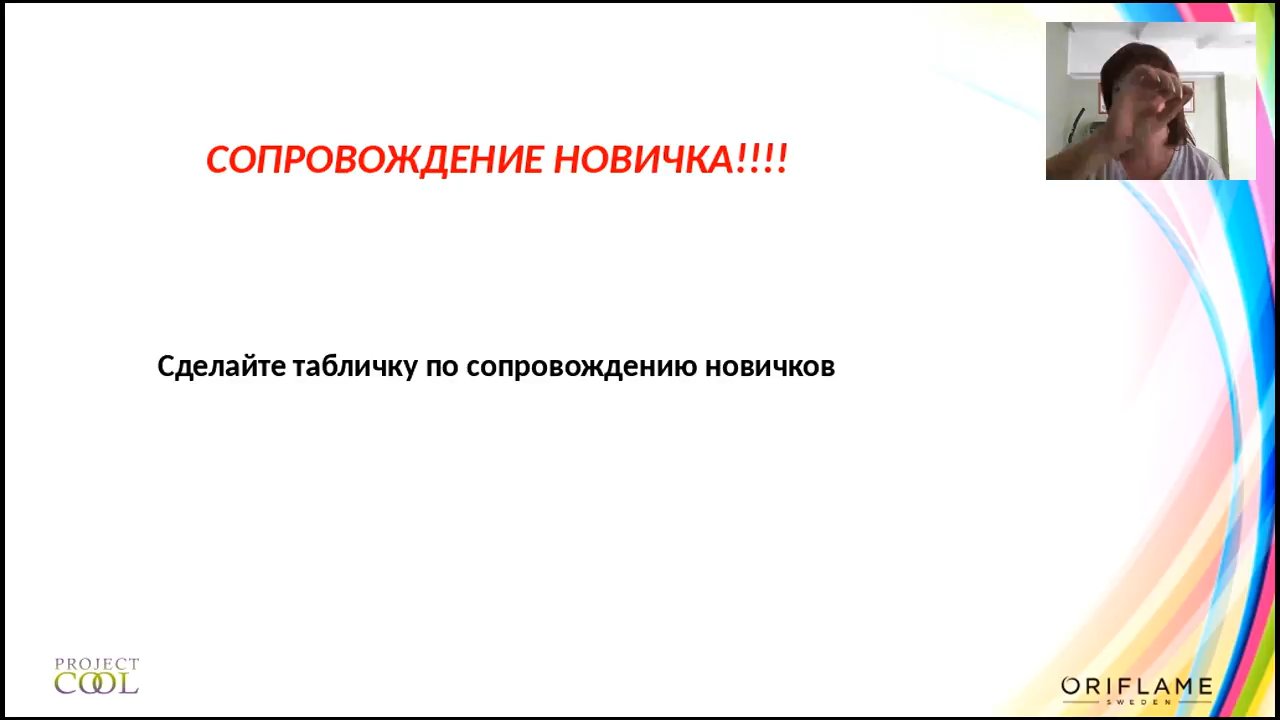 СОПРОВОЖДЕНИЕ НОВИЧКА!!!!
Сделайте табличку по сопровождению новичков
PROJECT
COOL
ORIFLAME
SWEDEN